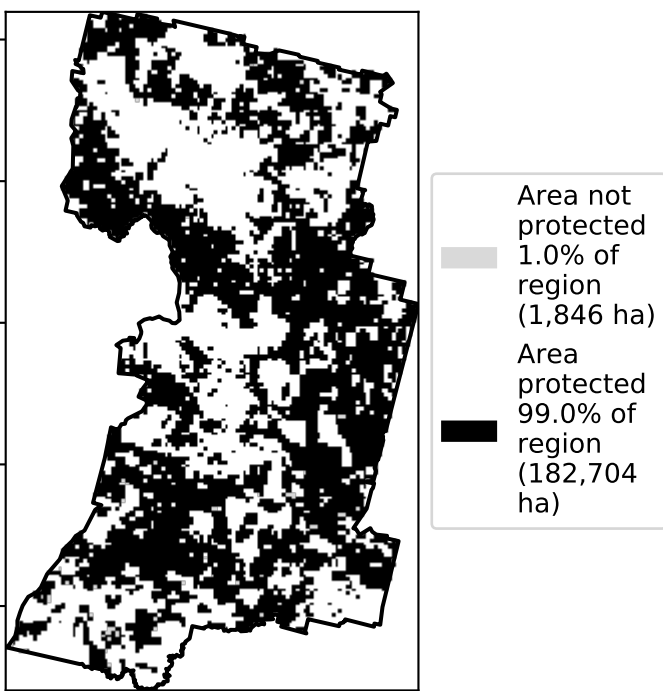 Area not
protected
1.0% of
region
(1,846 ha)
Area
protected
99.0% of
region
(182,704
ha)